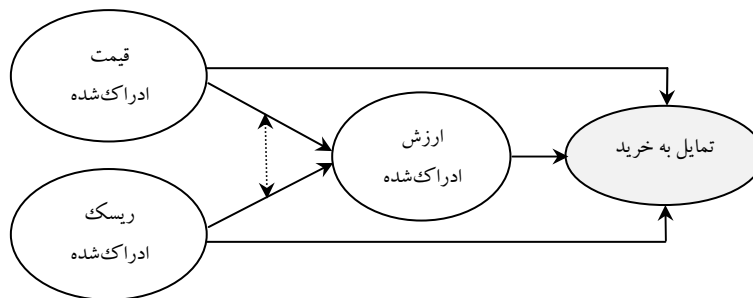 قیمت
ادراک‌شده
ارزش
ادراک‌شده
تمایل به خرید
ریسک
ادراک‌شده